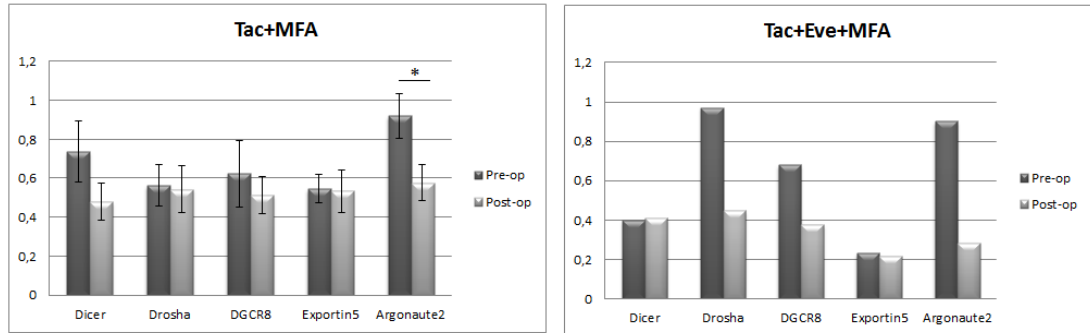 Tac+MFA
1,2
1
0,8
0,6
0,4
0,2
0
*
Dicer Drosha DGCR8 Exportin5 Argonaute2
Pre-op
Post-op
Tac+Eve+MFA
1,2
1
0,8
0,6
0,4
0,2
0
Dicer Drosha DGCR8 Exportin5 Argonaute2
Pre-op
Post-op